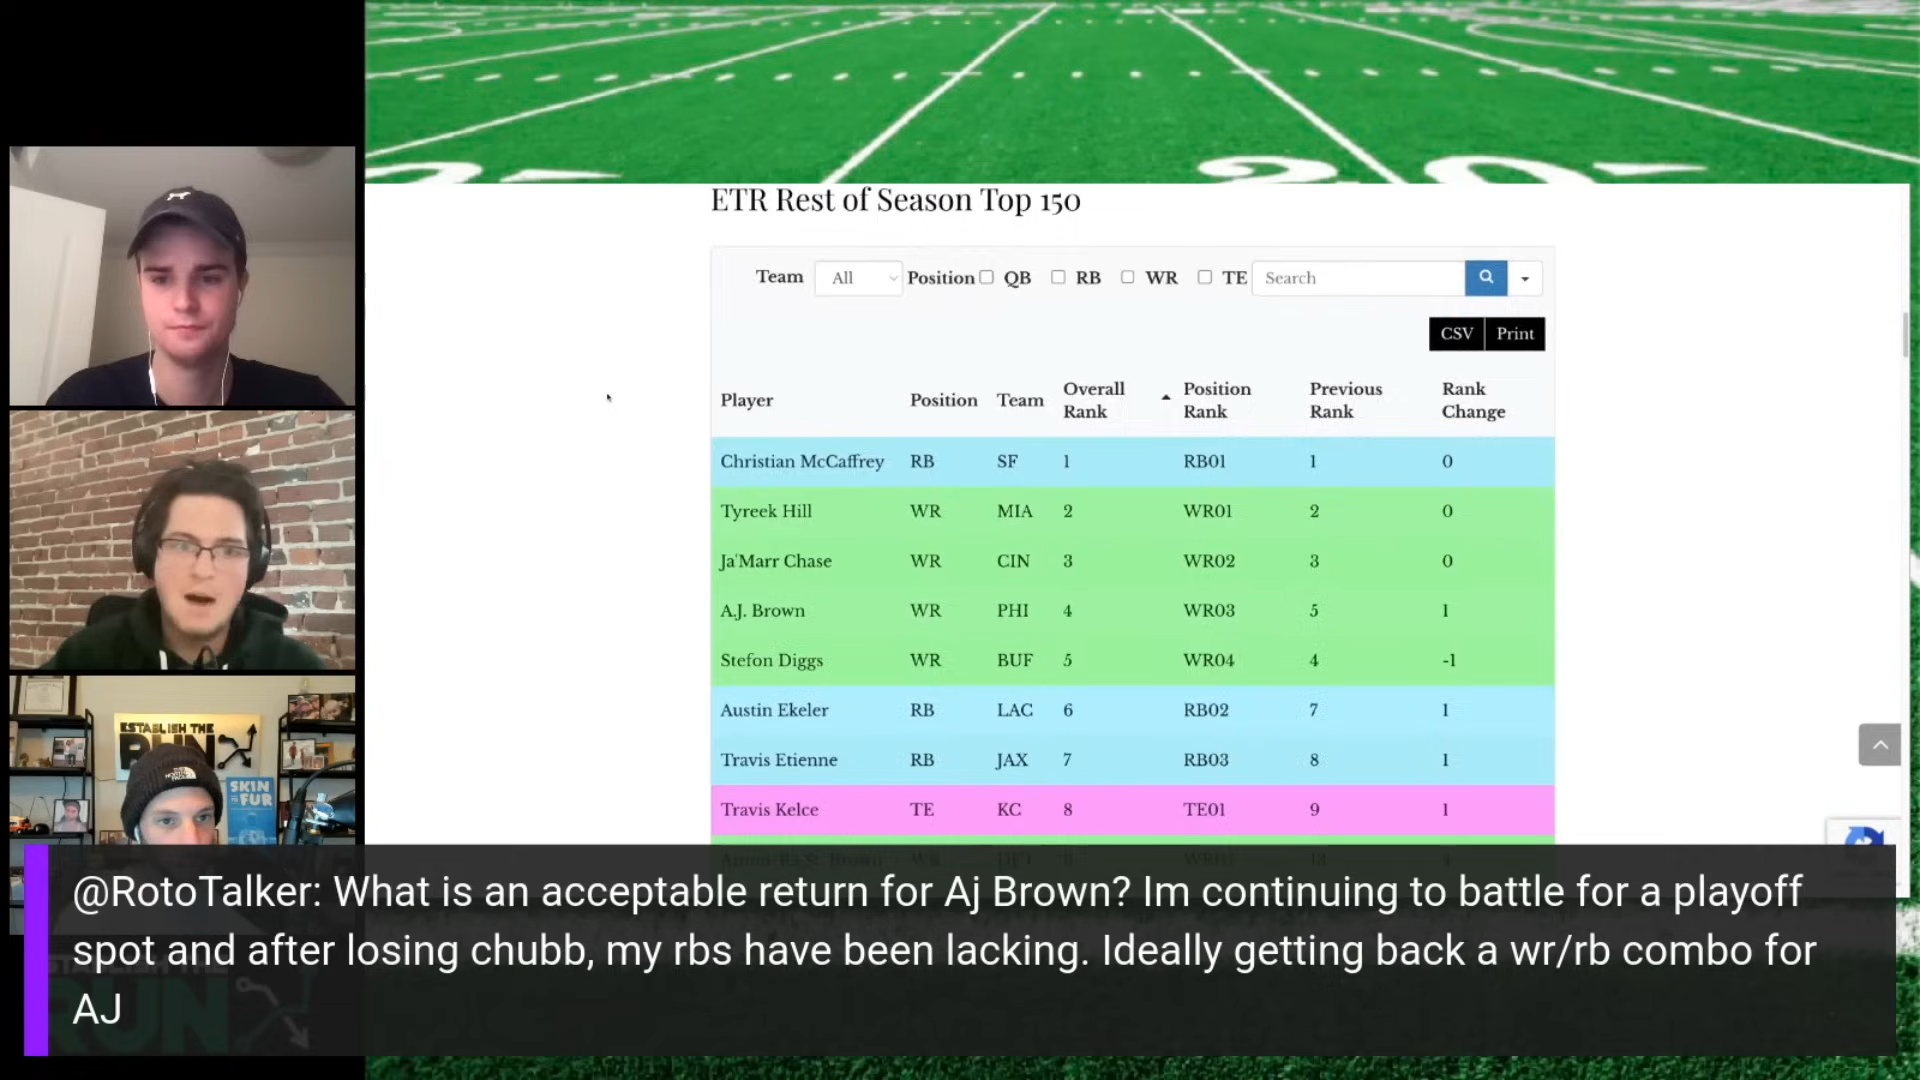 ETR Rest of Season Top 150
Team All Position QB RB WR TE Search
CSV Print
Player Position Team Overall Rank Position Rank Previous Rank Rank Change
Christian McCaffrey RB SF 1 RB01 1 0
Tyreek Hill WR MIA 2 WR01 2 0
Ja'Marr Chase WR CIN 3 WR02 3 0
A.J. Brown WR PHI 4 WR03 5 1
Stefon Diggs WR BUF 5 WR04 4 -1
Austin Ekeler RB LAC 6 RB02 7 1
Travis Etienne RB JAX 7 RB03 8 1
Travis Kelce TE KC 8 TE01 9 1
ESTABLISH THE
RUN
SKIN
FUR
@RotoTalker: What is an acceptable return for Aj Brown? Im continuing to battle for a playoff
spot and after losing chubb, my rbs have been lacking. Ideally getting back a wr/rb combo for
AJ